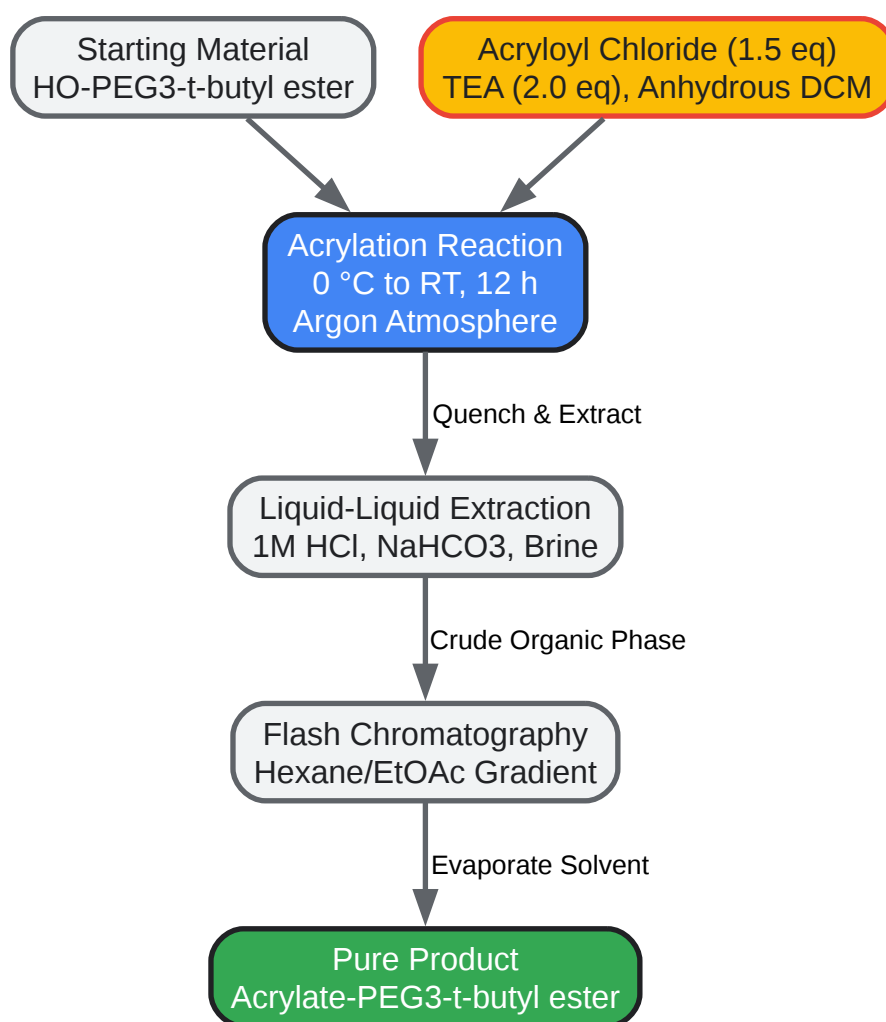 Starting Material
HO-PEG3-t-butyl ester
Acryloyl Chloride (1.5 eq)
TEA (2.0 eq), Anhydrous DCM
Acrylation Reaction
0 °C to RT, 12 h
Argon Atmosphere
Quench & Extract
Liquid-Liquid Extraction
1M HCl, NaHCO3, Brine
Crude Organic Phase
Flash Chromatography
Hexane/EtOAc Gradient
Evaporate Solvent
Pure Product
Acrylate-PEG3-t-butyl ester